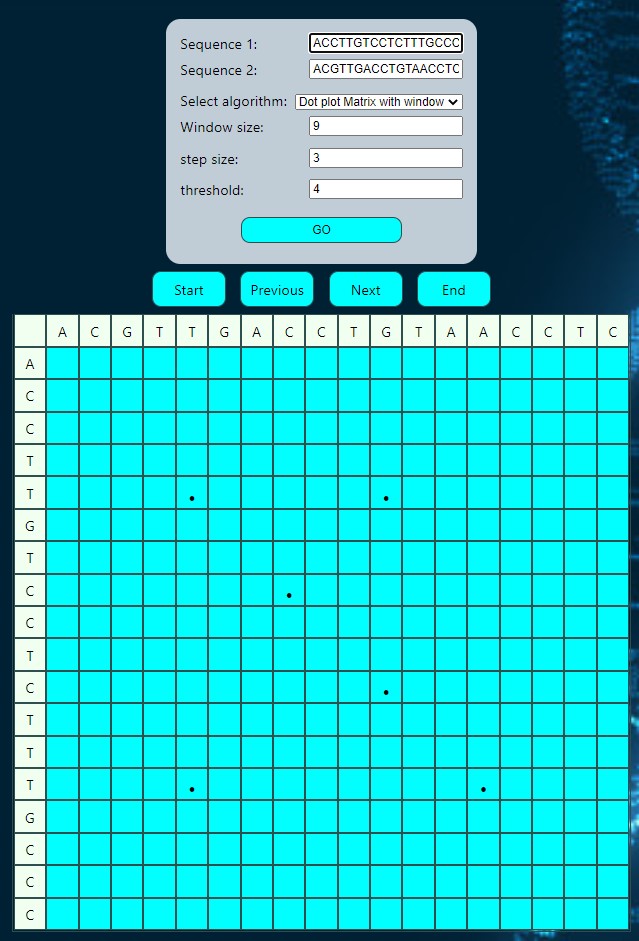 Sequence 1: ACCTTGTCCTCTTTGCCC
Sequence 2: ACGTTGACCTGTAACCTC
Select algorithm: Dot plot Matrix with window
Window size: 9
step size: 3
threshold: 4
GO
Start Previous Next End
A C G T T G A C C T G T A A C C T C
A
C
C
T
T
G
T
C
C
T
C
T
T
T
G
C
C
C